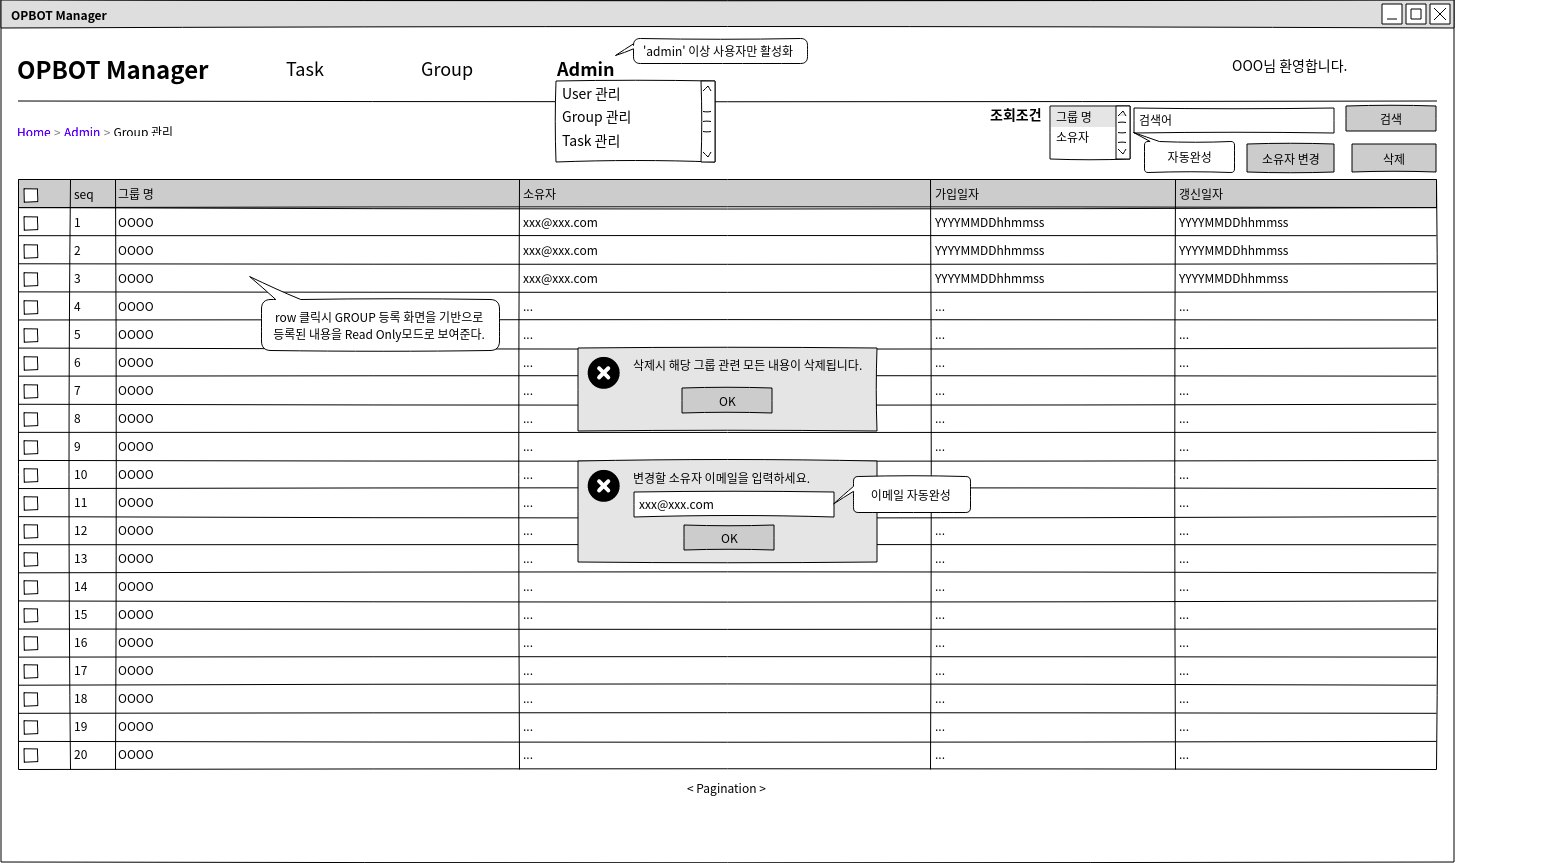 OPBOT Manager
'admin' 이상 사용자만 활성화
OPBOT Manager Task Group Admin OOO님 환영합니다.
User 관리
Group 관리
Task 관리
조회조건 그룹 명 검색어 검색
소유자
Home > Admin > Group 관리
자동완성 소유자 변경 삭제
seq 그룹 명 소유자 가입일자 갱신일자
1 OOOO xxx@xxx.com YYYYMMDDhhmmss YYYYMMDDhhmmss
2 OOOO xxx@xxx.com YYYYMMDDhhmmss YYYYMMDDhhmmss
3 OOOO xxx@xxx.com YYYYMMDDhhmmss YYYYMMDDhhmmss
4 OOOO ... ... ...
row 클릭시 GROUP 등록 화면을 기반으로
등록된 내용을 Read Only모드로 보여준다.
5 OOOO ... ... ...
6 OOOO ... ... ...
삭제시 해당 그룹 관련 모든 내용이 삭제됩니다.
OK
7 OOOO ... ... ...
8 OOOO ... ... ...
9 OOOO ... ... ...
10 OOOO ... ... ...
변경할 소유자 이메일을 입력하세요.
xxx@xxx.com
이메일 자동완성
OK
11 OOOO ... ... ...
12 OOOO ... ... ...
13 OOOO ... ... ...
14 OOOO ... ... ...
15 OOOO ... ... ...
16 OOOO ... ... ...
17 OOOO ... ... ...
18 OOOO ... ... ...
19 OOOO ... ... ...
20 OOOO ... ... ...
< Pagination >